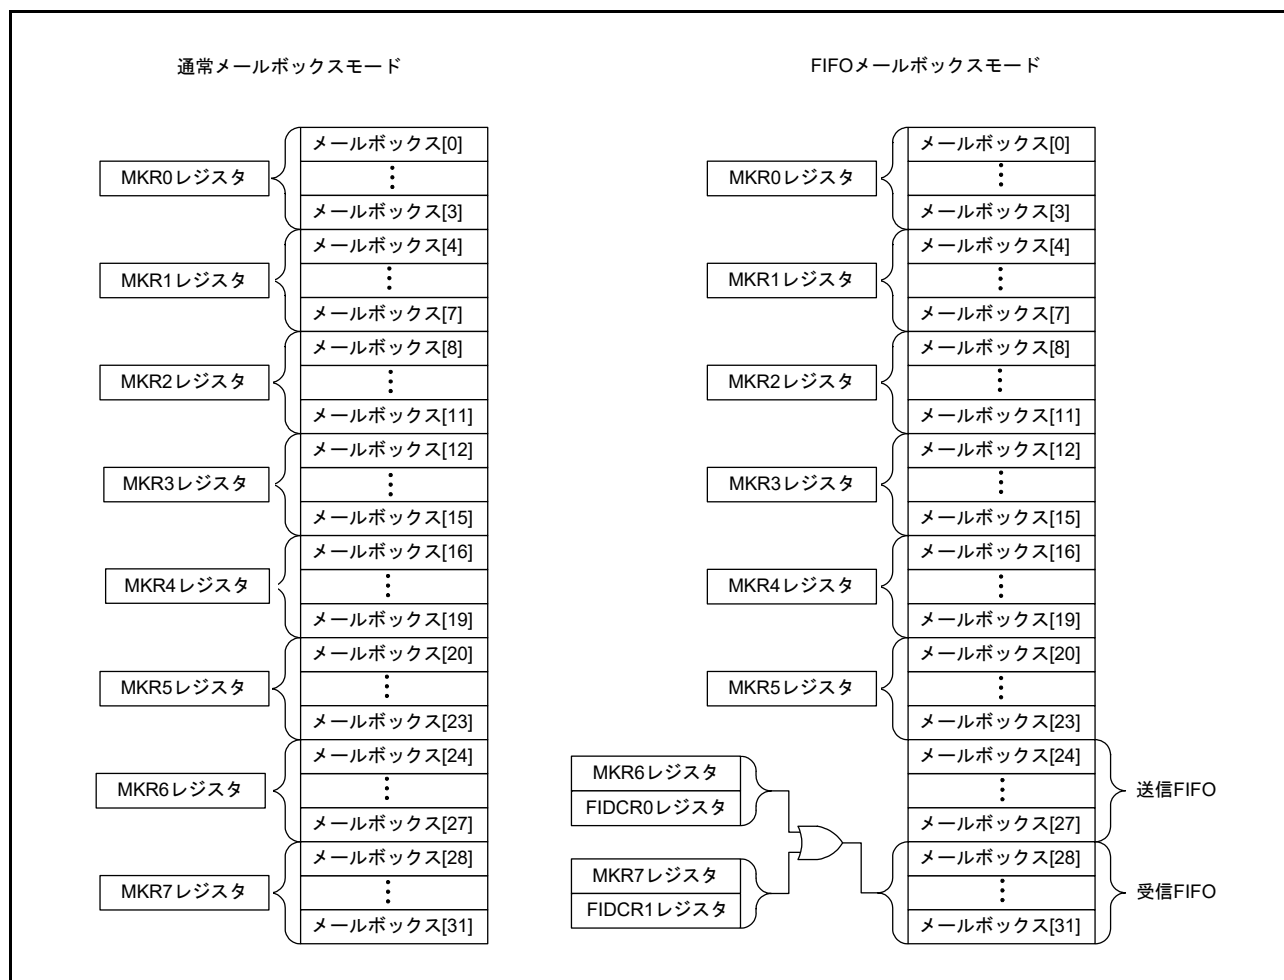 通常メールボックスモード
メールボックス[0]
MKR0レジスタ
メールボックス[3]
メールボックス[4]
MKR1レジスタ
メールボックス[7]
メールボックス[8]
MKR2レジスタ
メールボックス[11]
メールボックス[12]
MKR3レジスタ
メールボックス[15]
メールボックス[16]
MKR4レジスタ
メールボックス[19]
メールボックス[20]
MKR5レジスタ
メールボックス[23]
メールボックス[24]
MKR6レジスタ
メールボックス[27]
メールボックス[28]
MKR7レジスタ
メールボックス[31]
FIFOメールボックスモード
メールボックス[0]
MKR0レジスタ
メールボックス[3]
メールボックス[4]
MKR1レジスタ
メールボックス[7]
メールボックス[8]
MKR2レジスタ
メールボックス[11]
メールボックス[12]
MKR3レジスタ
メールボックス[15]
メールボックス[16]
MKR4レジスタ
メールボックス[19]
メールボックス[20]
MKR5レジスタ
メールボックス[23]
メールボックス[24]
MKR6レジスタ
FIDCR0レジスタ
送信FIFO
メールボックス[27]
メールボックス[28]
MKR7レジスタ
FIDCR1レジスタ
受信FIFO
メールボックス[31]